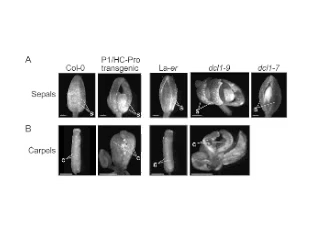 A
Col-0
P1/HC-Pro
transgenic
La-er
dcl1-9
dcl1-7
Sepals
s
s
s
s
s
B
Carpels
c
c
c
c